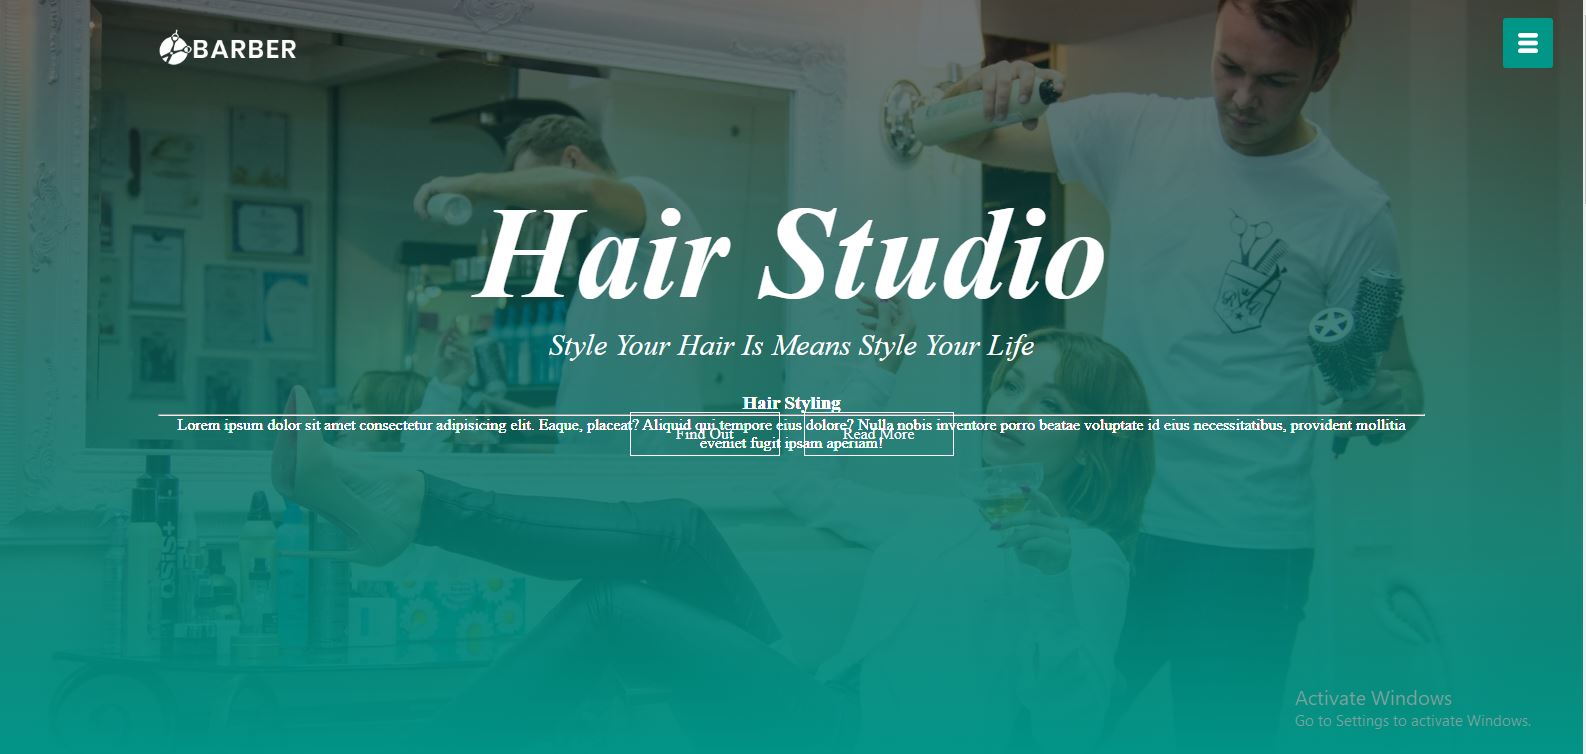 BARBER
Hair Studio
Style Your Hair Is Means Style Your Life
Hair Styling
Lorem ipsum dolor sit amet consectetur adipisicing elit. Eaque, placeat? Aliquid qui tempore eius dolore? Nulla nobis inventore porro beatae voluptate id eius necessitatibus, provident mollitia
eveniet fugit ipsam aperiam!
Find Out
Read More
Activate Windows
Go to Settings to activate Windows.